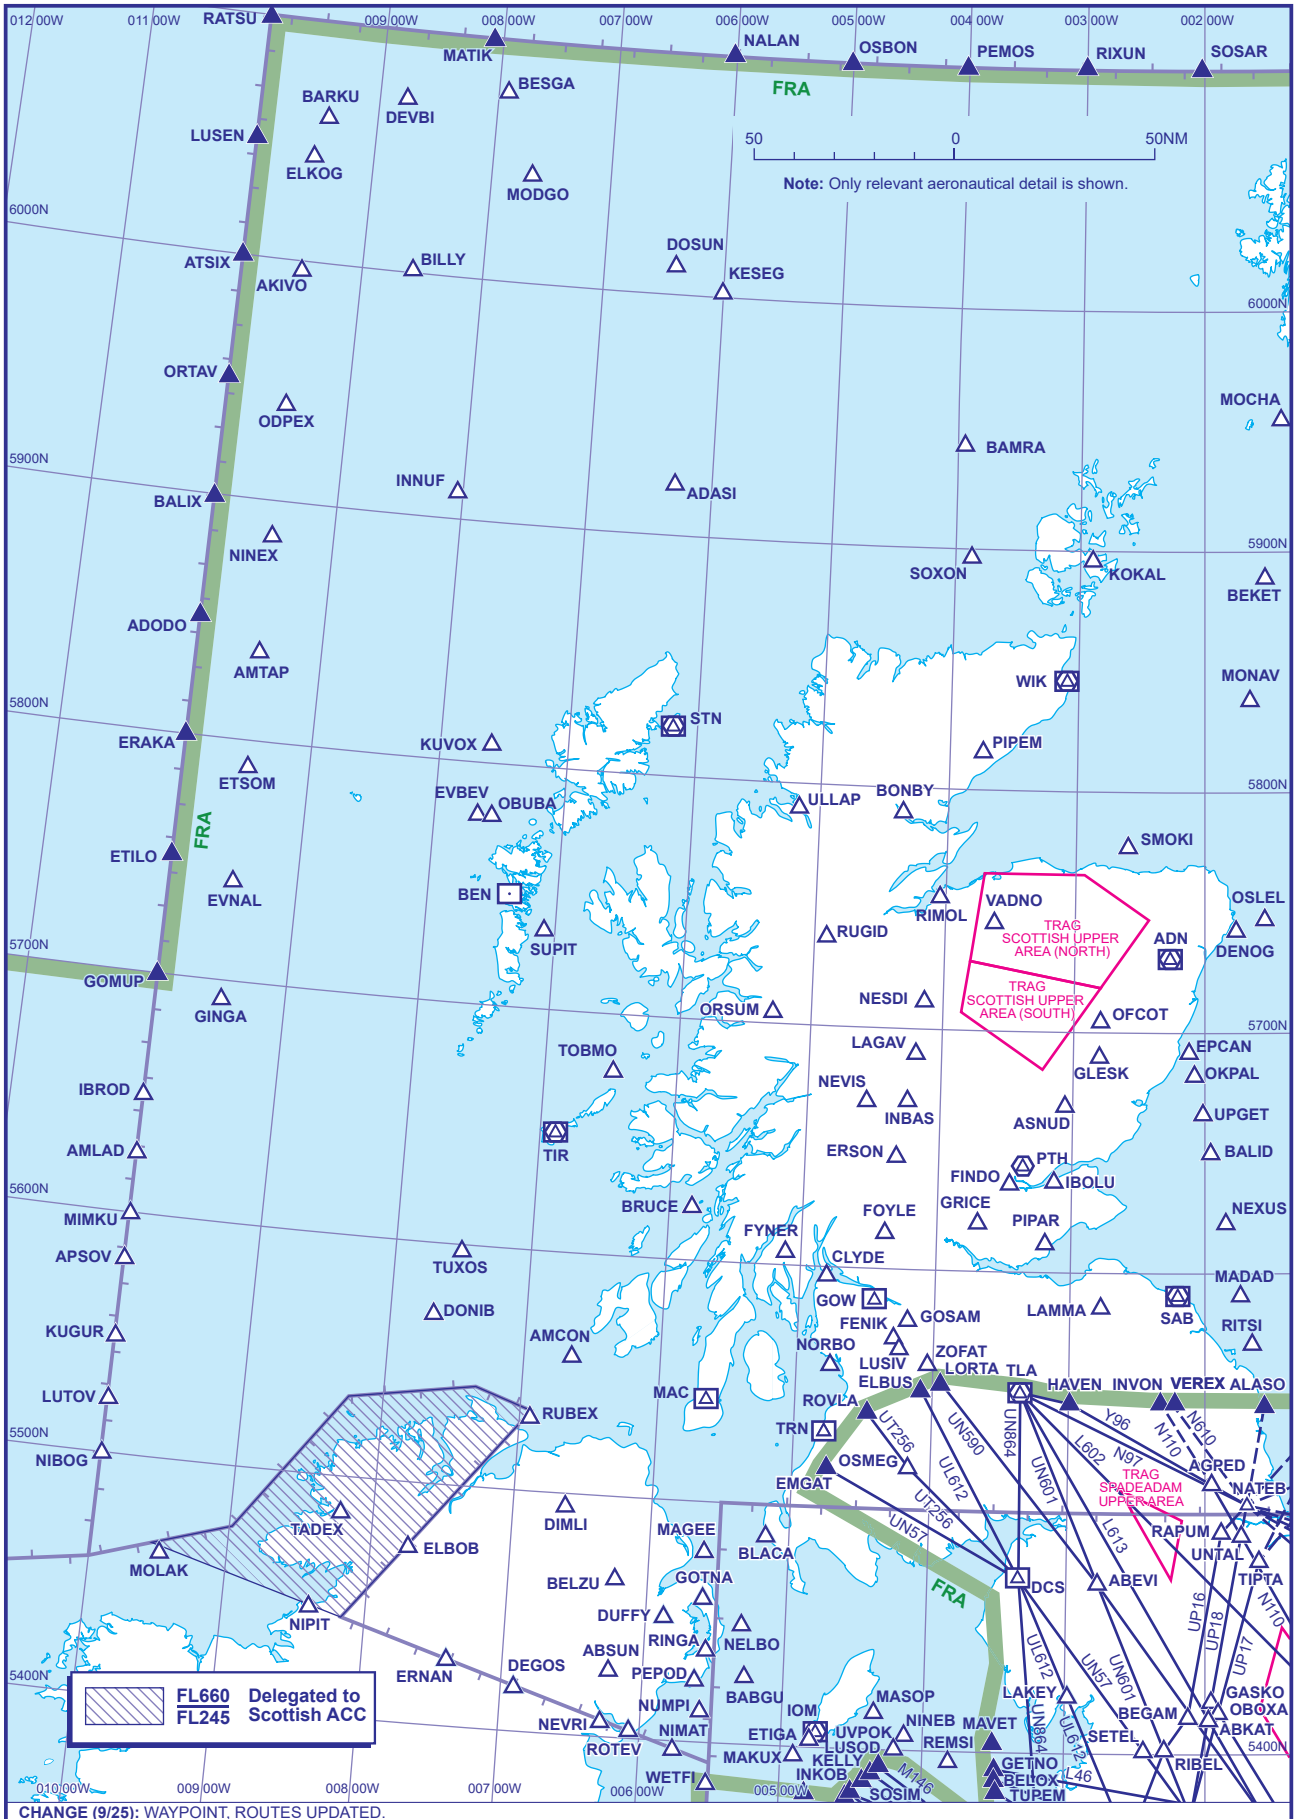 012 00W
011 00W
RATSU
009 00W
008 00W
007 00W
006 00W
005 00W
004 00W
003 00W
002 00W
MATIK
NALAN
OSBON
PEMOS
RIXUN
SOSAR
FRA
BARKU
DEVBI
BESGA
LUSEN
ELKOG
MODGO
50
0
50NM
Note: Only relevant aeronautical detail is shown.
6000N
ATSIX
AKIVO
BILLY
DOSUN
KESEG
6000N
ORTAV
ODPEX
MOCHA
5900N
BALIX
INNUF
ADASI
BAMRA
NINEX
SOXON
KOKAL
5900N
BEKET
ADODO
AMTAP
WIK
MONAV
5800N
ERAKA
ETSOM
KUVOX
STN
PIPEM
EVBEV
OBUBA
ULLAP
BONBY
5800N
FRA
ETILO
EVNAL
BEN
SUPIT
SMOKI
RIMOL
VADNO
OSLEL
RUGID
TRAG
SCOTTISH UPPER
AREA (NORTH)
ADN
DENOG
5700N
GOMUP
GINGA
ORSUM
NESDI
TRAG
SCOTTISH UPPER
AREA (SOUTH)
OFCOT
5700N
TOBMO
LAGAV
GLESK
EPCAN
OKPAL
IBROD
NEVIS
INBAS
ASNUD
UPGET
AMLAD
TIR
ERSON
PTH
BALID
FINDO
IBOLU
5600N
MIMKU
BRUCE
FOYLE
GRICE
NEXUS
APSOV
TUXOS
FYNER
PIPAR
CLYDE
MADAD
DONIB
GOW
GOSAM
LAMMA
SAB
KUGUR
AMCON
FENIK
NORBO
LUSIV
ZOFAT
RITSI
LUTOV
MAC
ELBUS
LORTA
TLA
HAVEN
INVON
VEREX
ALASO
RUBEX
ROVLA
5500N
NIBOG
TRN
UT256
UN590
UN864
Y96
N110
N610
OSMEG
UL612
UN601
L602
N97
AGRED
EMGAT
UT256
TRAG
SPADEADAM
UPPER AREA
NATEB
TADEX
DIMLI
MAGEE
UN57
L613
RAPUM
MOLAK
ELBOB
BLACA
UNTAL
BELZU
GOTNA
FRA
DCS
ABEVI
TIPTA
NIPIT
DUFFY
UP16
UP18
N110
RINGA
NELBO
UP17
ERNAN
ABSUN
UL612
UN57
UN601
5400N
FL660
FL245
Delegated to
Scottish ACC
DEGOS
PEPOD
BABGU
LAKEY
GASKO
NEVRI
NUMPI
IOM
MASOP
OBOXA
ROTEV
NIMAT
ETIGA
UVPOK
NINEB
MAVET
UN864
UL612
BEGAM
ABKAT
MAKUX
LUSOD
REMSI
SETEL
5400N
KELLY
RIBEL
WETFI
INKOB
M146
GETNO
BELOX
L46
SOSIM
TUPEM
010 00W
009 00W
008 00W
007 00W
006 00W
005 00W
CHANGE (9/25): WAYPOINT, ROUTES UPDATED.